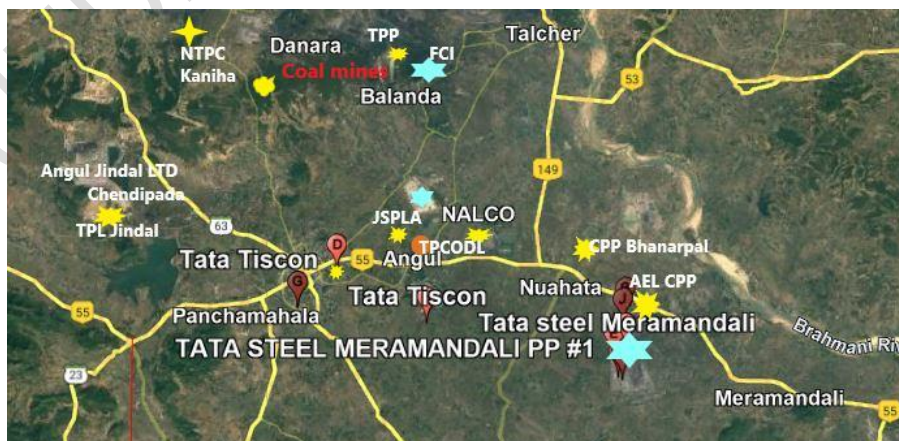 TPP
Talcher
NTPC
Kaniha
Danara
FCI
Coal mines
53
Balanda
149
Angul Jindal LTD
Chendipada
TPL Jindal
63
JSPLA
NALCO
D
TPCODL
CPP Bhanarpal
Tata Tiscon
55
Angul
G
Nuahata
AEL CPP
J
Panchamahala
Tata Tiscon
Tata steel Meramandali
55
TATA STEEL MERAMANDALI PP #1
Brahmani Riv
23
Meramandali
55